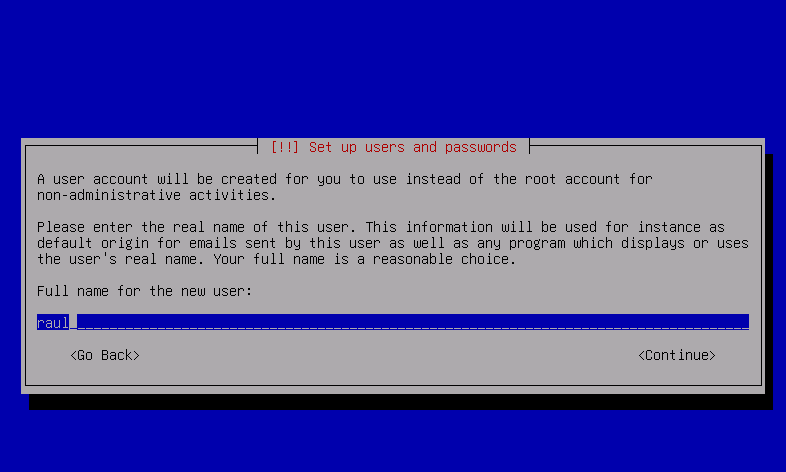 [!!] Set up users and passwords
A user account will be created for you to use instead of the root account for
non-administrative activities.
Please enter the real name of this user. This information will be used for instance as
default origin for emails sent by this user as well as any program which displays or uses
the user's real name. Your full name is a reasonable choice.
Full name for the new user:
raul
<Go Back> <Continue>